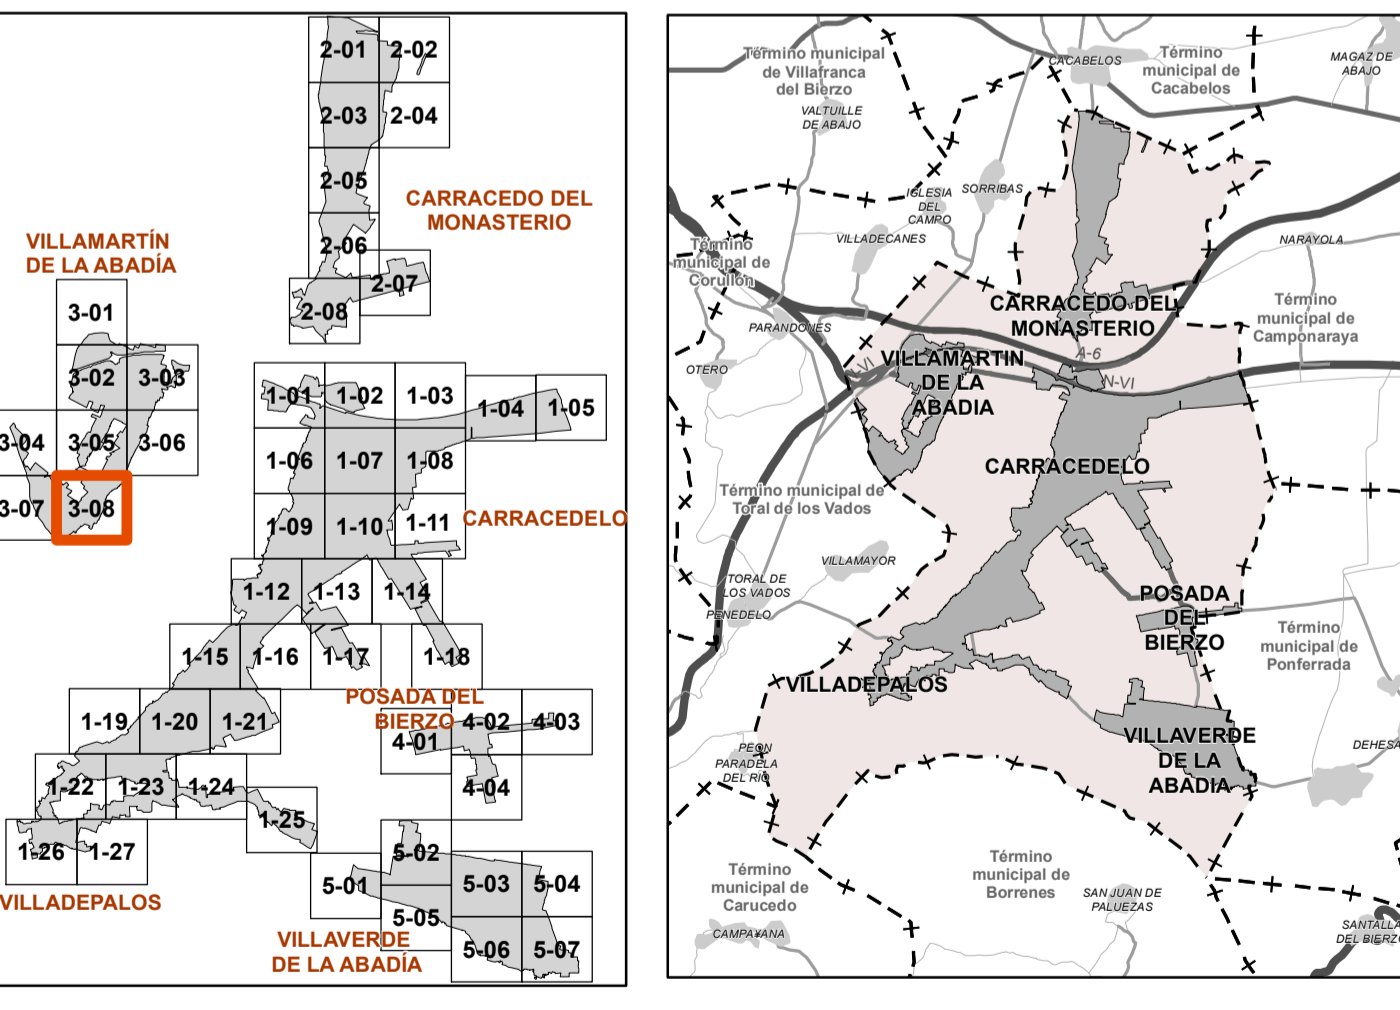 2-01
2-02
2-03
2-04
2-05
2-06
2-07
2-08
CARRACEDO DEL
MONASTERIO
VILLAMARTÍN
DE LA ABADÍA
3-01
3-02
3-03
3-04
3-05
3-06
3-07
3-08
1-01
1-02
1-03
1-04
1-05
1-06
1-07
1-08
1-09
1-10
1-11
CARRACEDELO
1-12
1-13
1-14
1-15
1-16
1-17
1-18
POSADA DEL
BIERZO
1-19
1-20
1-21
4-01
4-02
4-03
4-04
1-22
1-23
1-24
1-25
1-26
1-27
VILLADEPALOS
5-01
5-02
5-03
5-04
5-05
5-06
5-07
VILLAVERDE
DE LA ABADÍA
Término municipal
de Villafranca
del Bierzo
VALTUILLE
DE ABAJO
CACABELOS
Término
municipal de
Cacabelos
MAGAZ DE
ABAJO
IGLESIA
DEL
CAMPO
SORRIBAS
VILLADECANES
NARAYOLA
Término
municipal de
Corullón
PARANDONES
OTERO
CARRACEDO DEL
MONASTERIO
A-6
N-VI
Término
municipal de
Camponaraya
VILLAMARTIN
DE LA
ABADIA
N-VI
CARRACEDELO
Término municipal de
Toral de los Vados
VILLAMAYOR
TORAL DE
LOS VADOS
PENEDELO
POSADA
DEL
BIERZO
Término
municipal de
Ponferrada
VILLADEPALOS
PEON
PARADELA
DEL RÍO
VILLAVERDE
DE LA
ABADIA
DEHESA
Término
municipal de
Carucedo
CAMPA¥ANA
Término
municipal de
Borrenes
SAN JUAN DE
PALUEZAS
SANTALLA
DEL BIERZO